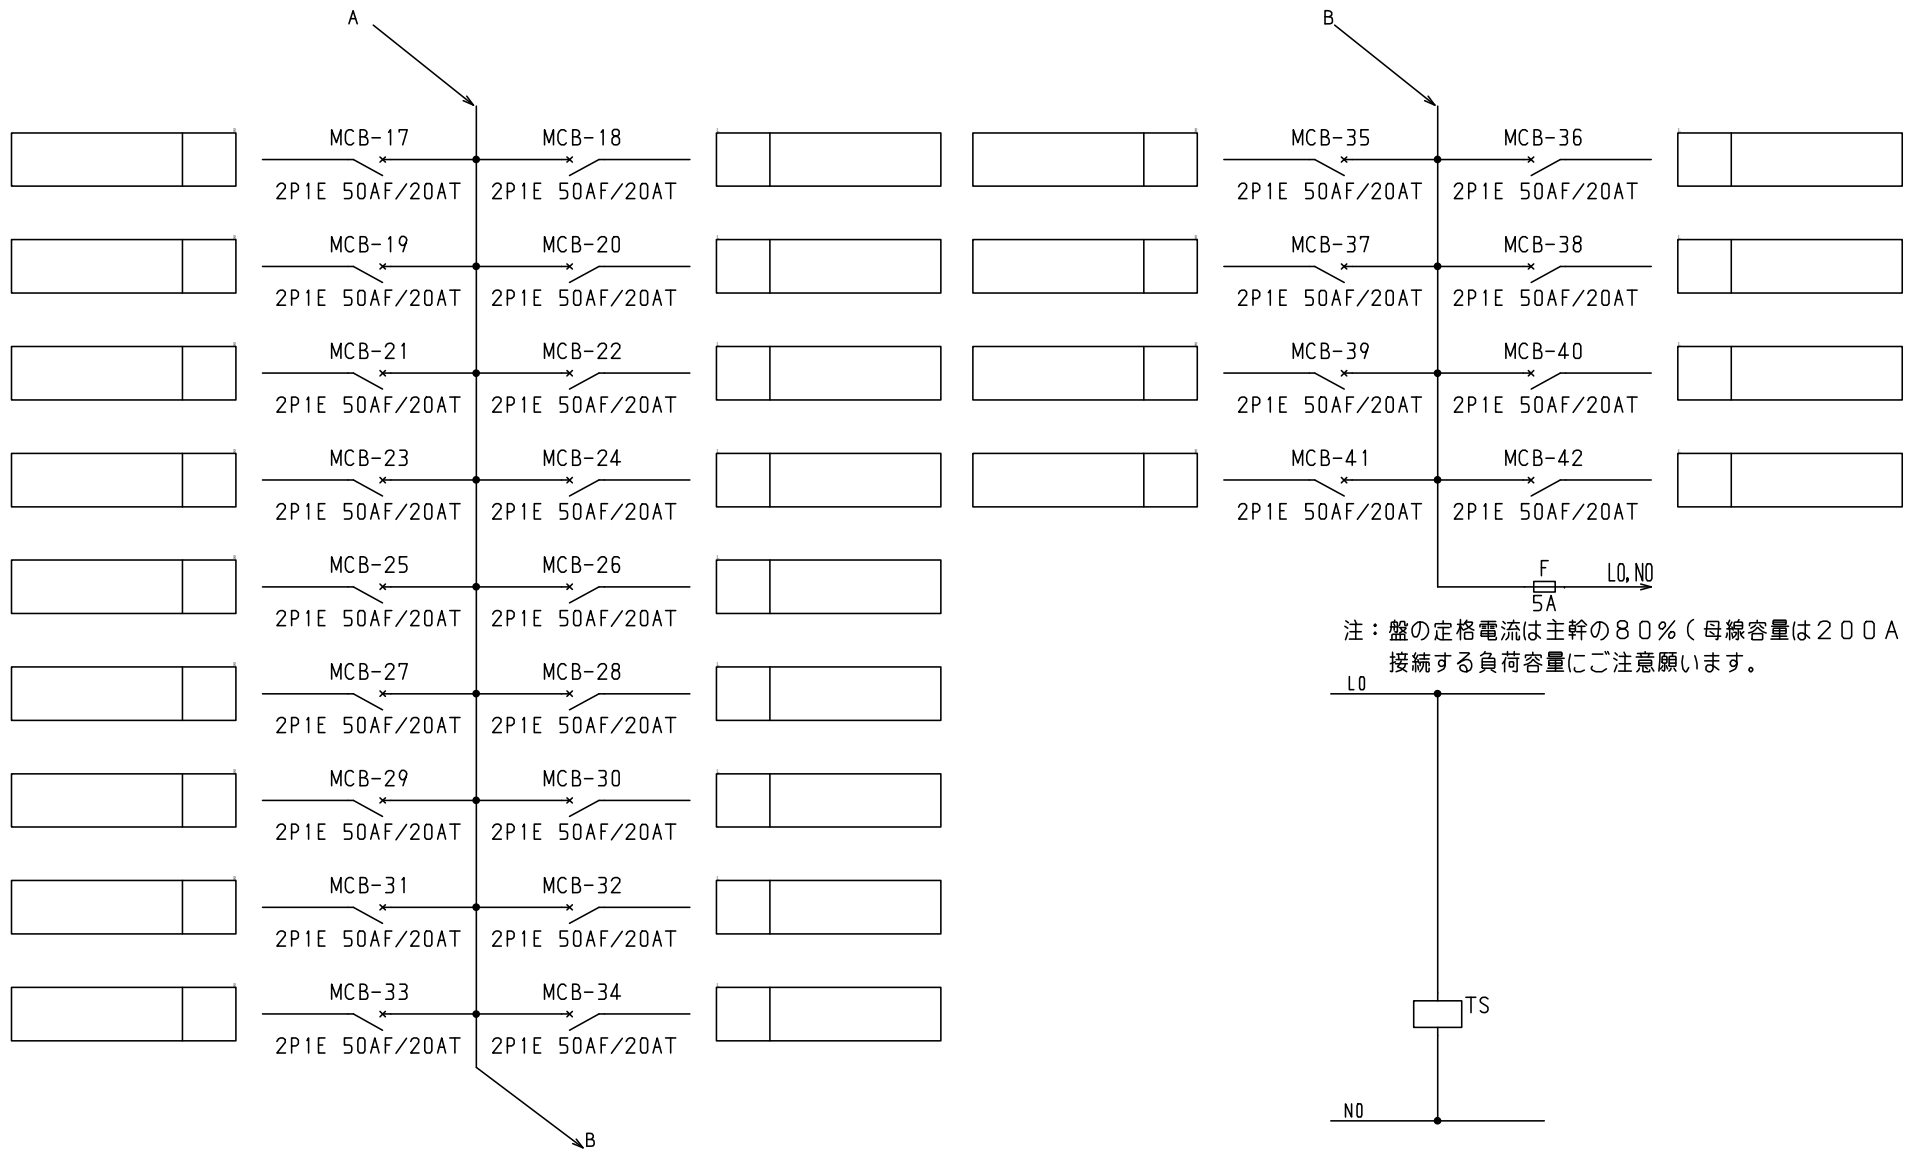 A
MCB-17 MCB-18
2P1E 50AF/20AT 2P1E 50AF/20AT
MCB-19 MCB-20
2P1E 50AF/20AT 2P1E 50AF/20AT
MCB-21 MCB-22
2P1E 50AF/20AT 2P1E 50AF/20AT
MCB-23 MCB-24
2P1E 50AF/20AT 2P1E 50AF/20AT
MCB-25 MCB-26
2P1E 50AF/20AT 2P1E 50AF/20AT
MCB-27 MCB-28
2P1E 50AF/20AT 2P1E 50AF/20AT
MCB-29 MCB-30
2P1E 50AF/20AT 2P1E 50AF/20AT
MCB-31 MCB-32
2P1E 50AF/20AT 2P1E 50AF/20AT
MCB-33 MCB-34
2P1E 50AF/20AT 2P1E 50AF/20AT
B
B
MCB-35 MCB-36
2P1E 50AF/20AT 2P1E 50AF/20AT
MCB-37 MCB-38
2P1E 50AF/20AT 2P1E 50AF/20AT
MCB-39 MCB-40
2P1E 50AF/20AT 2P1E 50AF/20AT
MCB-41 MCB-42
2P1E 50AF/20AT 2P1E 50AF/20AT
F L0,N0
5A
注：盤の定格電流は主幹の８０％（母線容量は２００Ａ
接続する負荷容量にご注意願います。
L0
TS
N0